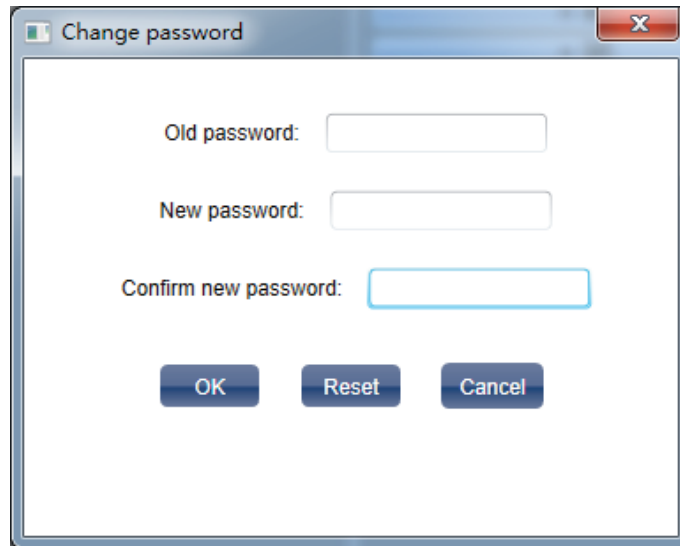 Change password
Old password:
New password:
Confirm new password:
OK Reset Cancel